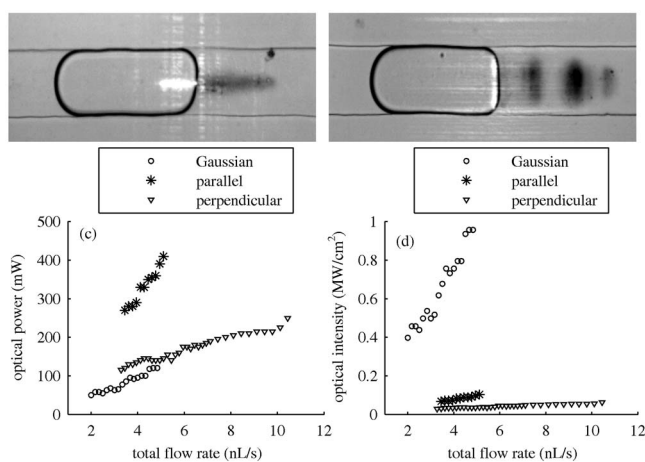 Gaussian
parallel
perpendicular
Gaussian
parallel
perpendicular
(c)
500
400
300
200
100
0
optical power (mW)
2 4 6 8 10 12
total flow rate (nL/s)
(d)
1
0.8
0.6
0.4
0.2
0
optical intensity (MW/cm²)
2 4 6 8 10 12
total flow rate (nL/s)